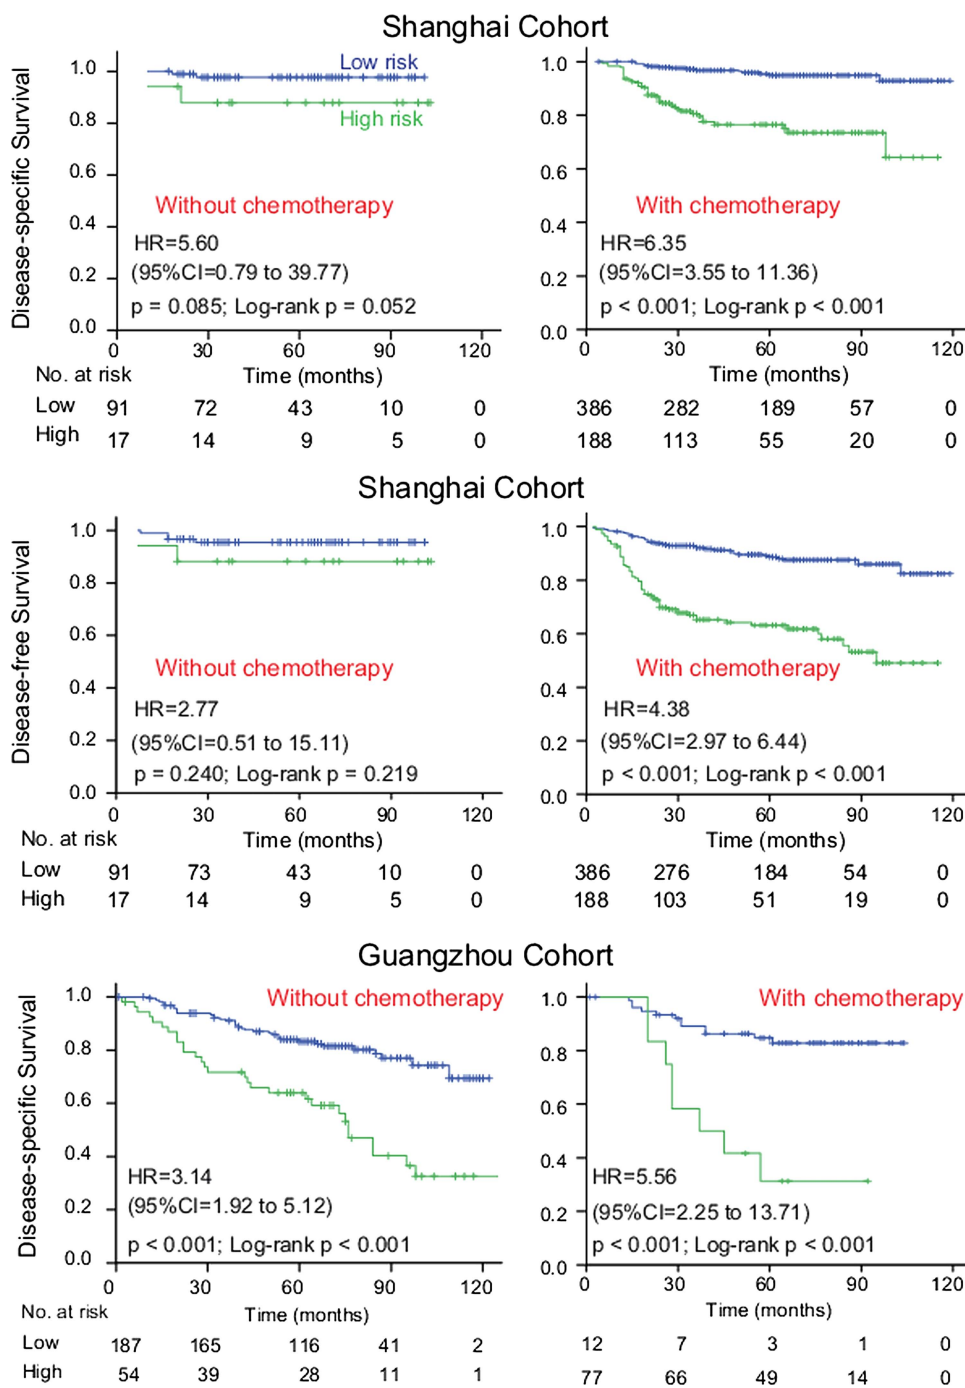 Shanghai Cohort
Disease-specific Survival
1.0
0.8
0.6
0.4
0.2
0.0
Low risk
High risk
Without chemotherapy
HR=5.60
(95%CI=0.79 to 39.77)
p = 0.085; Log-rank p = 0.052
0 30 60 90 120
Time (months)
1.0
0.8
0.6
0.4
0.2
0.0
With chemotherapy
HR=6.35
(95%CI=3.55 to 11.36)
p < 0.001; Log-rank p < 0.001
0 30 60 90 120
Time (months)
No. at risk
Low 91 72 43 10 0 386 282 189 57 0
High 17 14 9 5 0 188 113 55 20 0
Shanghai Cohort
Disease-free Survival
1.0
0.8
0.6
0.4
0.2
0.0
Without chemotherapy
HR=2.77
(95%CI=0.51 to 15.11)
p = 0.240; Log-rank p = 0.219
0 30 60 90 120
Time (months)
1.0
0.8
0.6
0.4
0.2
0.0
With chemotherapy
HR=4.38
(95%CI=2.97 to 6.44)
p < 0.001; Log-rank p < 0.001
0 30 60 90 120
Time (months)
No. at risk
Low 91 73 43 10 0 386 276 184 54 0
High 17 14 9 5 0 188 103 51 19 0
Guangzhou Cohort
Disease-specific Survival
1.0
0.8
0.6
0.4
0.2
0.0
Without chemotherapy
HR=3.14
(95%CI=1.92 to 5.12)
p < 0.001; Log-rank p < 0.001
0 30 60 90 120
Time (months)
1.0
0.8
0.6
0.4
0.2
0.0
With chemotherapy
HR=5.56
(95%CI=2.25 to 13.71)
p < 0.001; Log-rank p < 0.001
0 30 60 90 120
Time (months)
No. at risk
Low 187 165 116 41 2 12 7 3 1 0
High 54 39 28 11 1 77 66 49 14 0